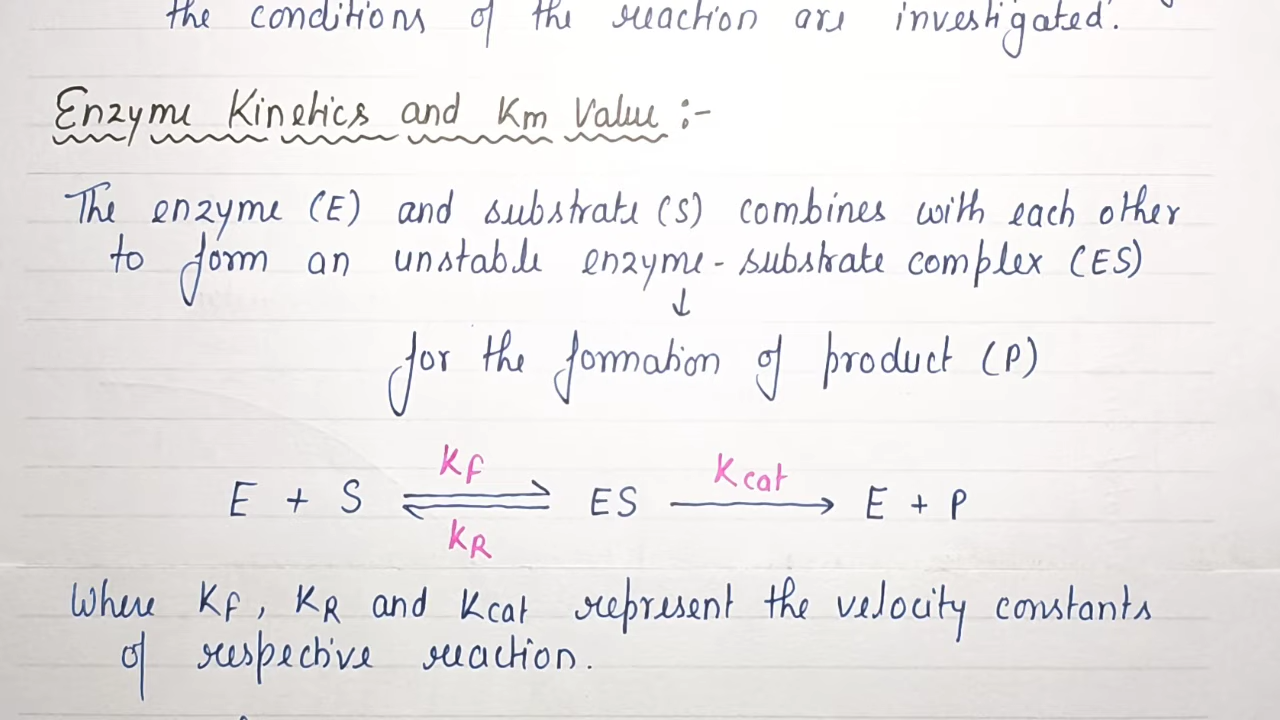 the conditions of the reaction are investigated.
Enzyme Kinetics and Km Value :-
The enzyme (E) and substrate (S) combines with each other
to form an unstable enzyme - substrate complex (ES)
↓
for the formation of product (P)
KF Kcat
E + S ⇌ ES ⟶ E + P
KR
Where KF, KR and Kcat represent the velocity constants
of respective reaction.